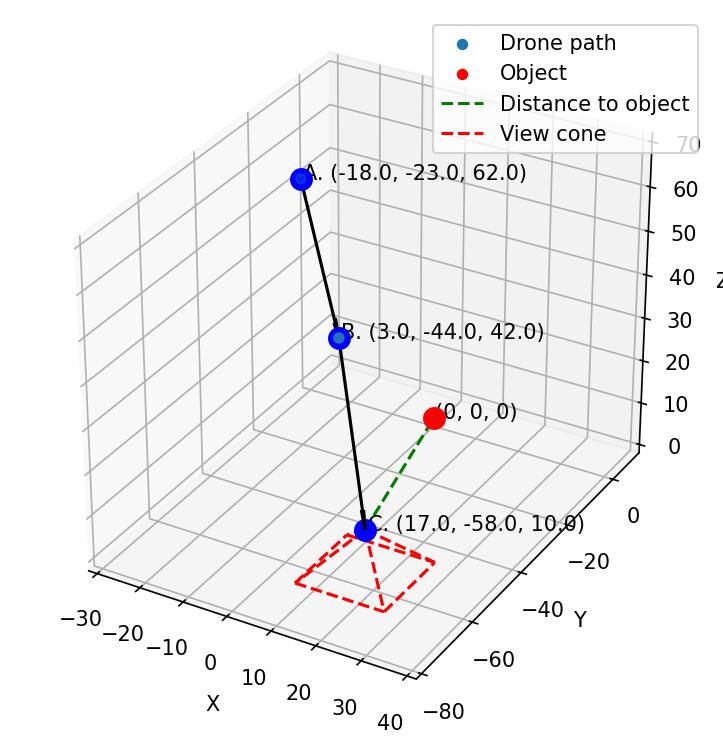 Drone path
Object
Distance to object
View cone
A. (-18.0, -23.0, 62.0)
B. (3.0, -44.0, 42.0)
(0, 0, 0)
C. (17.0, -58.0, 10.0)
70
60
50
40
30
20
10
0
Z
0
−20
−40
−60
−80
Y
−30
−20
−10
0
10
20
30
40
X